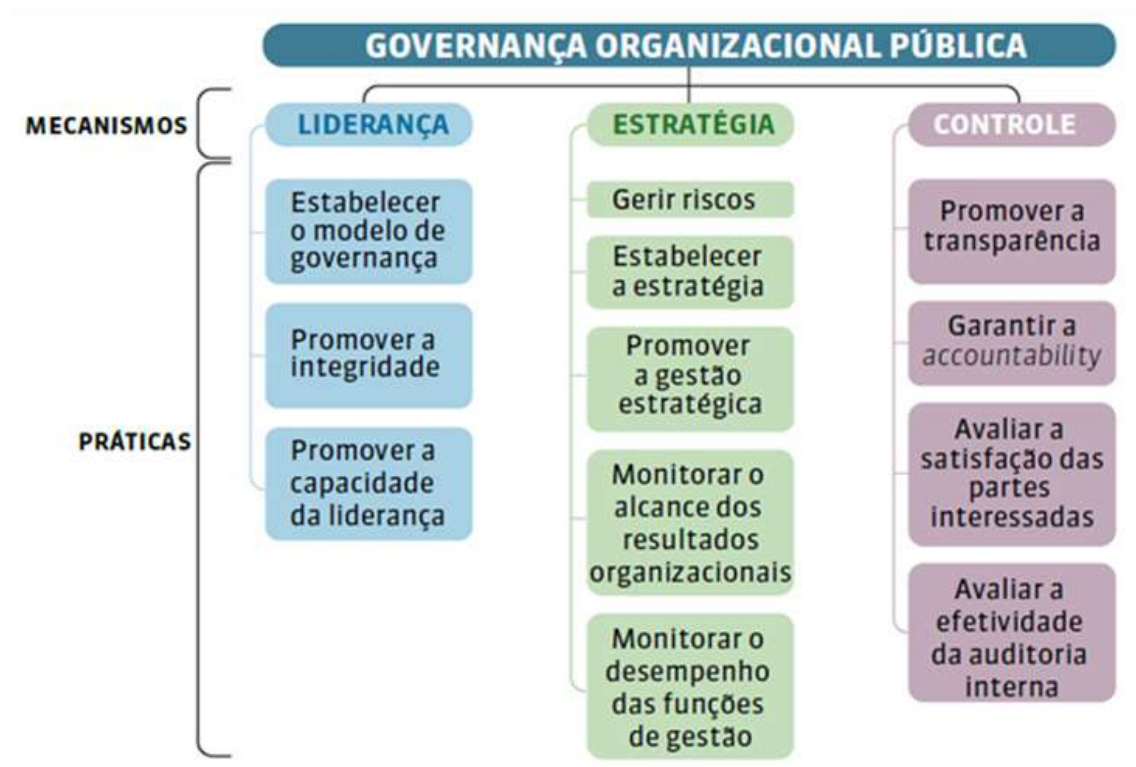 GOVERNANÇA ORGANIZACIONAL PÚBLICA
MECANISMOS
LIDERANÇA
ESTRATÉGIA
CONTROLE
PRÁTICAS
Estabelecer
o modelo de
governança
Promover a
integridade
Promover a
capacidade
da liderança
Gerir riscos
Estabelecer
a estratégia
Promover
a gestão
estratégica
Monitorar o
alcance dos
resultados
organizacionais
Monitorar o
desempenho
das funções
de gestão
Promover a
transparência
Garantir a
accountability
Avaliar a
satisfação das
partes
interessadas
Avaliar a
efetividade
da auditoria
interna